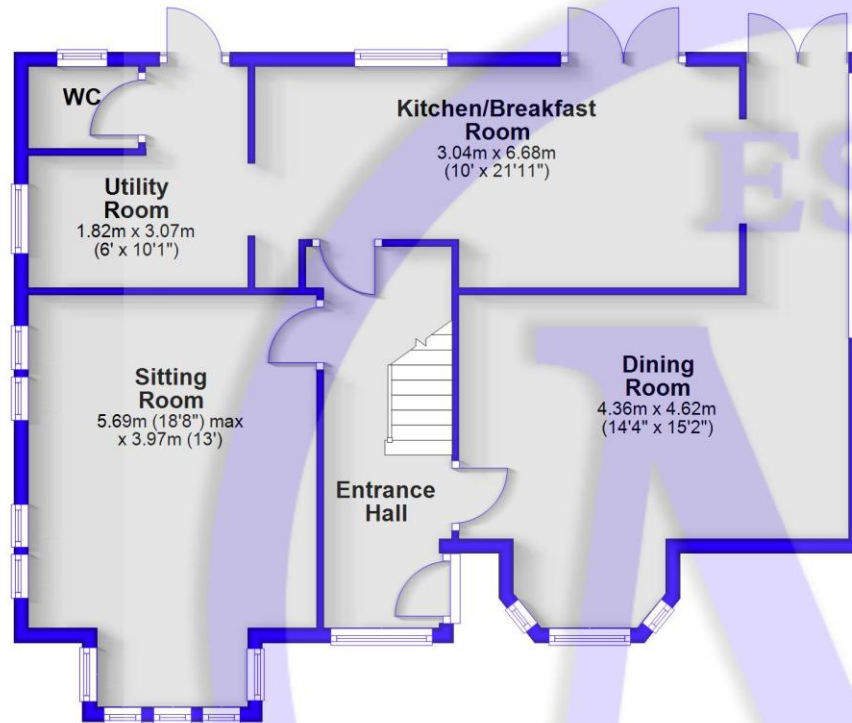 WC
Kitchen/Breakfast
Room
3.04m x 6.68m
(10' x 21'11")
Utility
Room
1.82m x 3.07m
(6' x 10'1")
Sitting
Room
5.69m (18'8") max
x 3.97m (13')
Dining
Room
4.36m x 4.62m
(14'4" x 15'2")
Entrance
Hall
ES